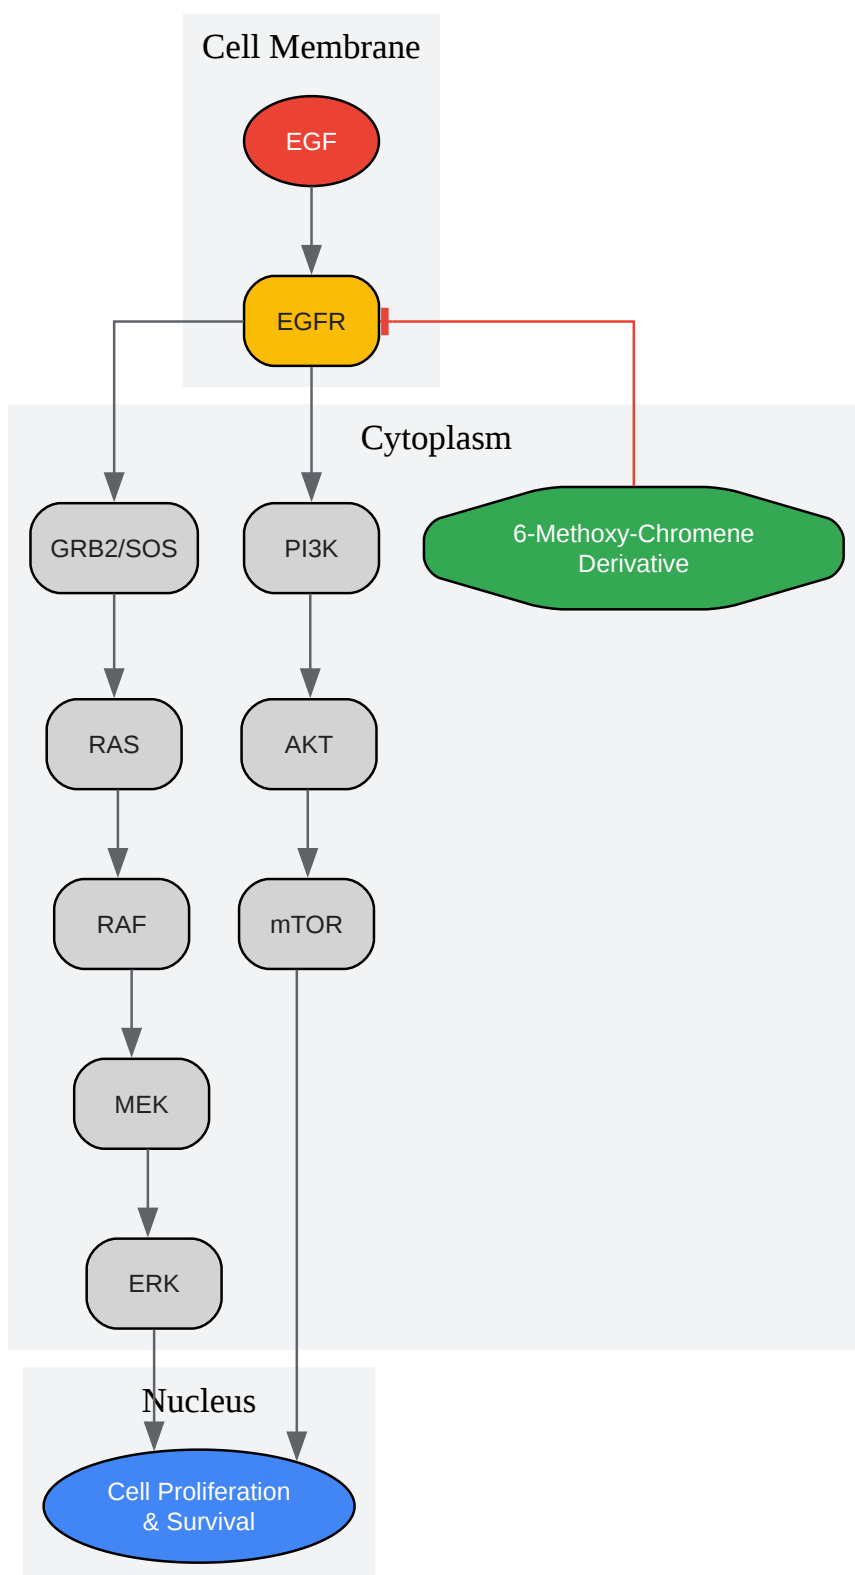 Cell Membrane
EGF
EGFR
Cytoplasm
GRB2/SOS
PI3K
6-Methoxy-Chromene
Derivative
RAS
AKT
RAF
mTOR
MEK
ERK
Nucleus
Cell Proliferation
& Survival